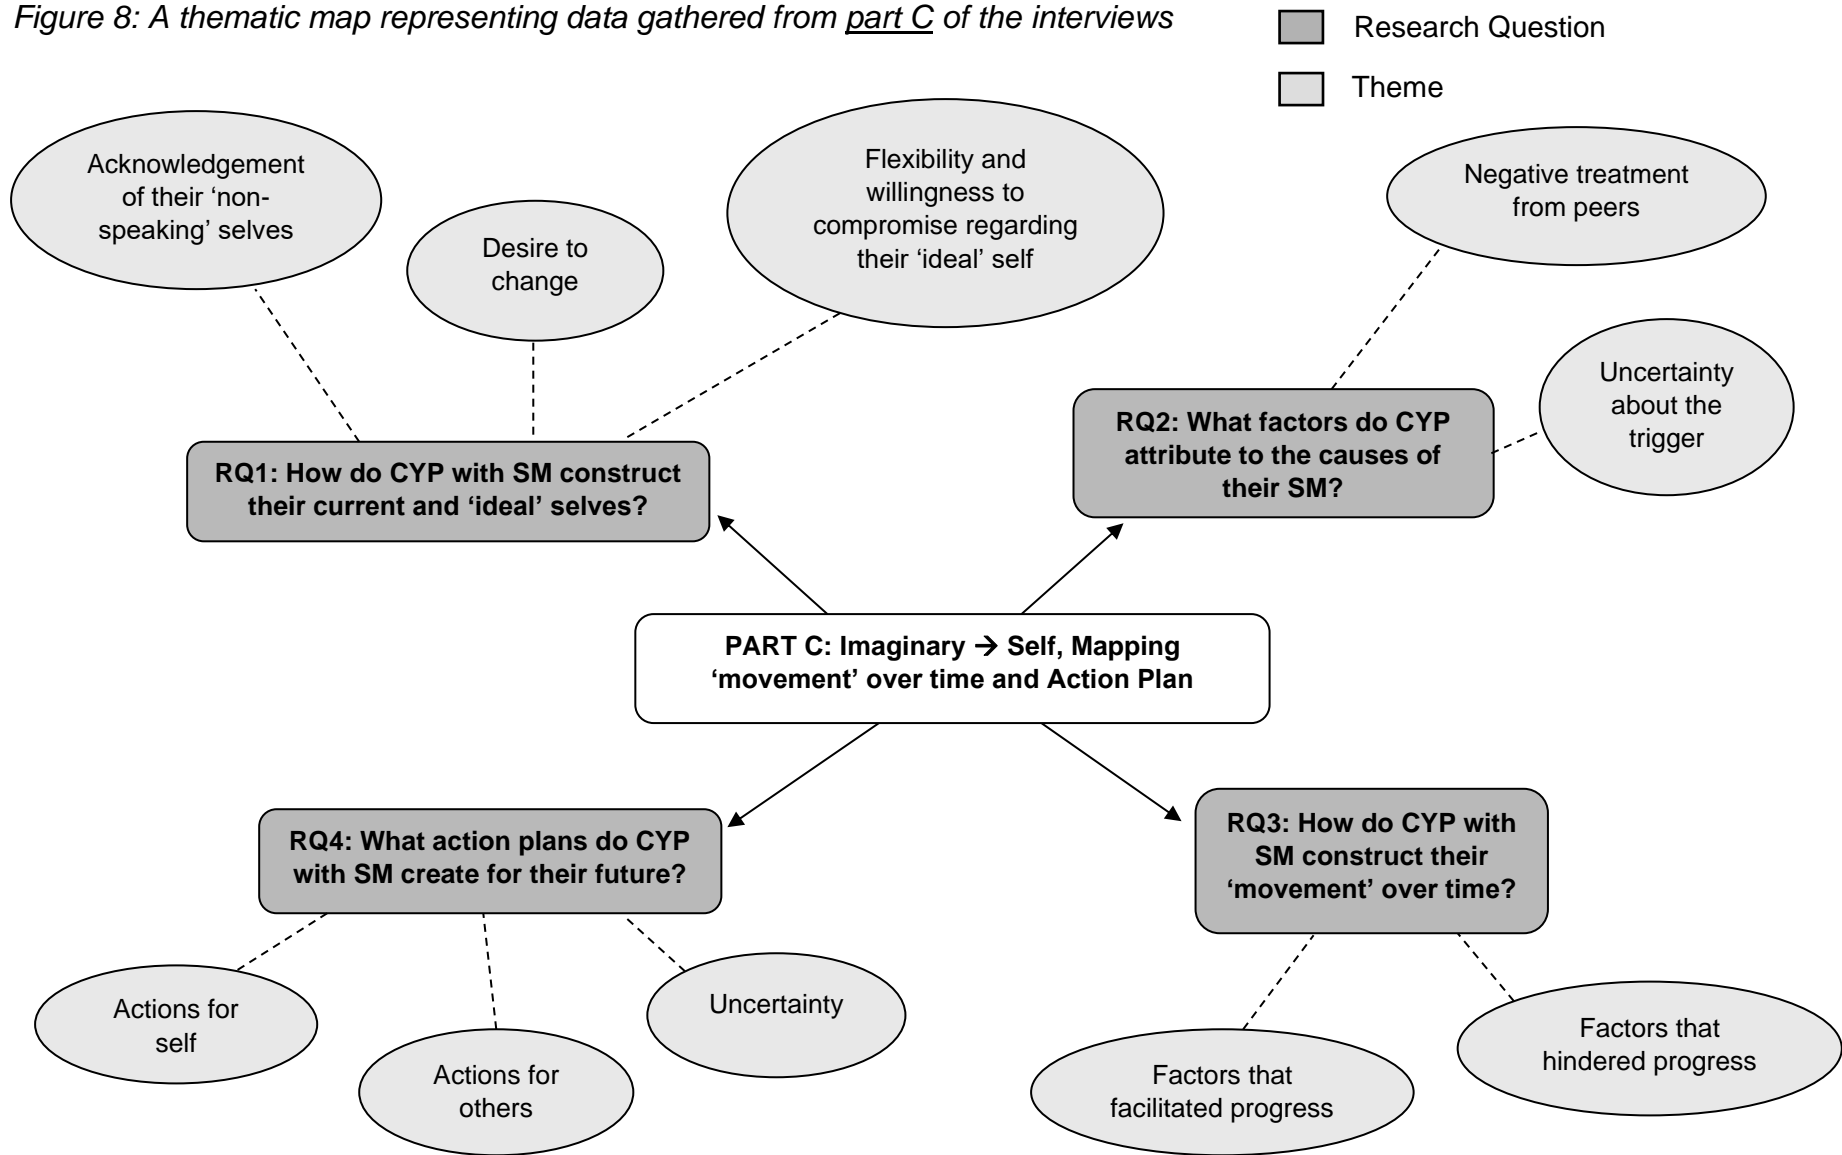 Figure 8: A thematic map representing data gathered from part C of the interviews
Research Question
Theme
Acknowledgement
of their ‘non-
speaking’ selves
Desire to
change
Flexibility and
willingness to
compromise regarding
their ‘ideal’ self
Negative treatment
from peers
Uncertainty
about the
trigger
RQ1: How do CYP with SM construct
their current and ‘ideal’ selves?
RQ2: What factors do CYP
attribute to the causes of
their SM?
PART C: Imaginary → Self, Mapping
‘movement’ over time and Action Plan
RQ4: What action plans do CYP
with SM create for their future?
RQ3: How do CYP with
SM construct their
‘movement’ over time?
Actions for
self
Actions for
others
Uncertainty
Factors that
facilitated progress
Factors that
hindered progress